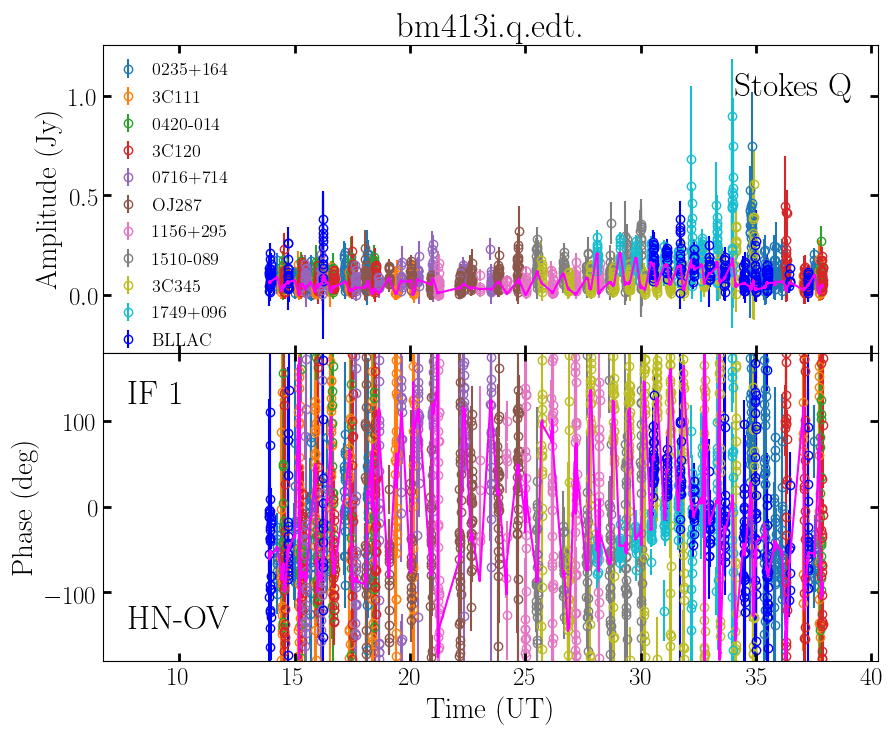 bm413i.q.edt.
Stokes Q
0235+164
3C111
0420-014
3C120
0716+714
OJ287
1156+295
1510-089
3C345
1749+096
BLLAC
Amplitude (Jy)
1.0
0.5
0.0
IF 1
HN-OV
Phase (deg)
100
0
−100
10 15 20 25 30 35 40
Time (UT)